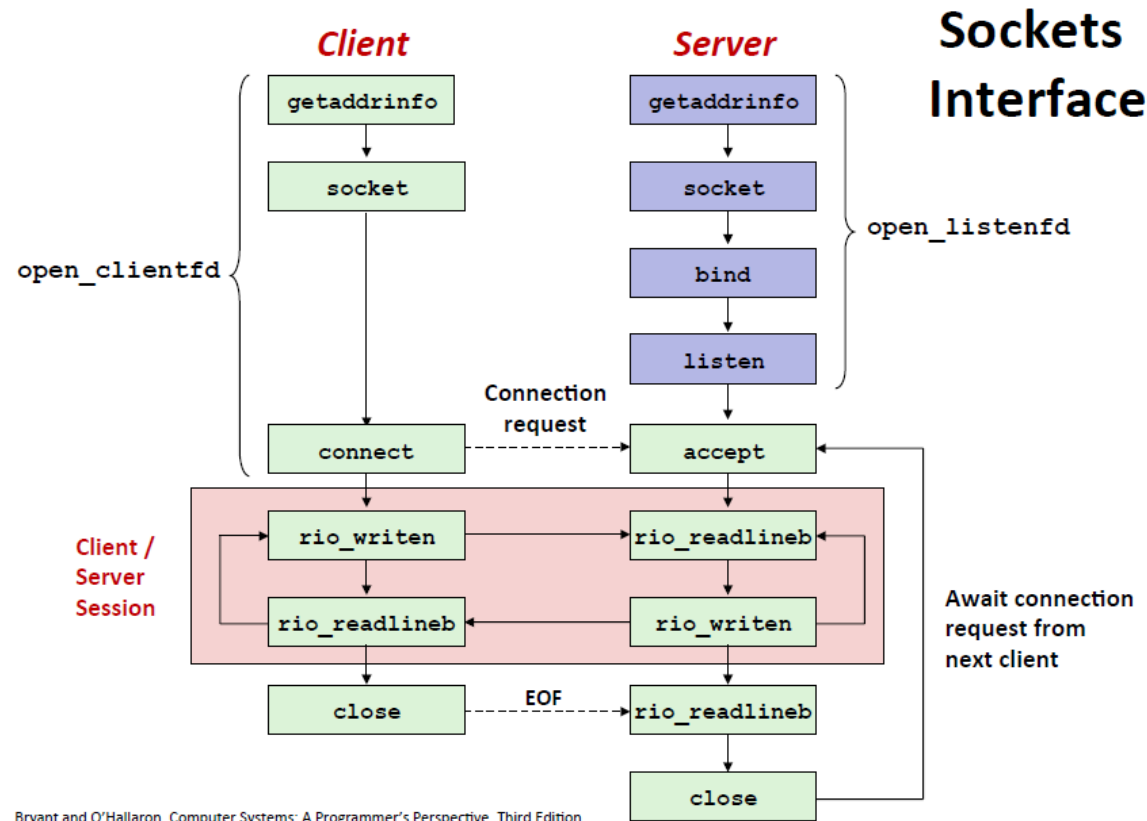 Sockets
Interface
Client
Server
getaddrinfo
getaddrinfo
socket
socket
open_listenfd
open_clientfd
bind
listen
Connection
request
connect
accept
Client /
Server
Session
rio_writen
rio_readlineb
rio_readlineb
rio_writen
Await connection
request from
next client
close
EOF
rio_readlineb
close
Bryant and O'Hallaron, Computer Systems: A Programmer's Perspective, Third Edition